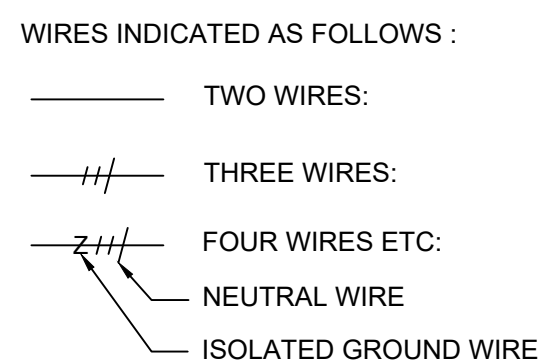 WIRES INDICATED AS FOLLOWS :
TWO WIRES:
THREE WIRES:
Z FOUR WIRES ETC:
NEUTRAL WIRE
ISOLATED GROUND WIRE